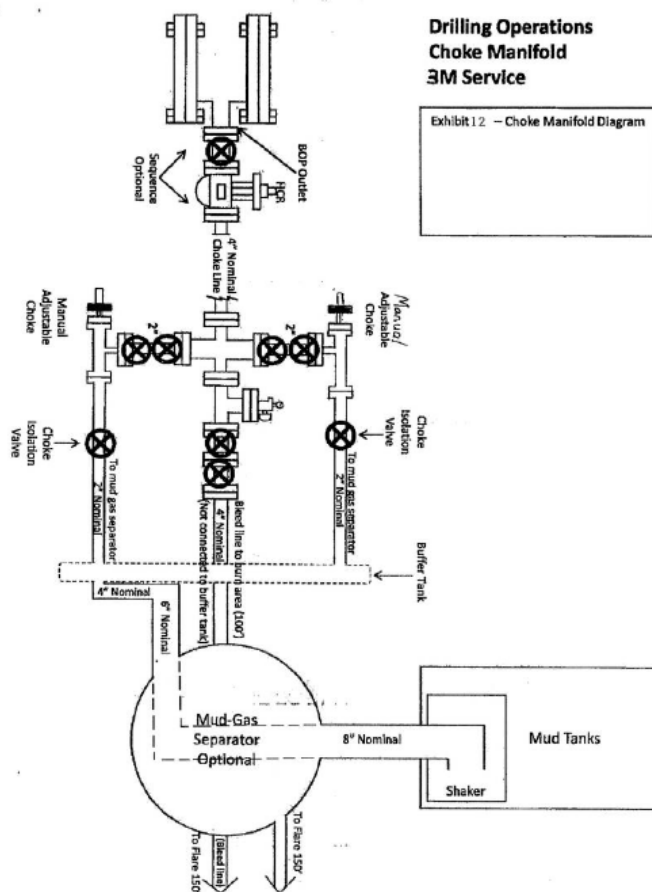 Drilling Operations
Choke Manifold
3M Service
Exhibit 12 - Choke Manifold Diagram
BOP Outlet
Sequence
Optional
HCR
4" Nominal
Choke Line
Manual
Adjustable
Choke
2"
2"
Manual
Adjustable
Choke
Choke
Isolation
Valve
Choke
Isolation
Valve
To mud gas separator
2" Nominal
Bleed line to burn area (100')
4" Nominal
(Not connected to buffer tank)
To mud gas separator
2" Nominal
Buffer Tank
4" Nominal
6" Nominal
Mud-Gas
Separator
Optional
8" Nominal
Mud Tanks
Shaker
To Flare 150'
(Bleed line)
To Flare 150'